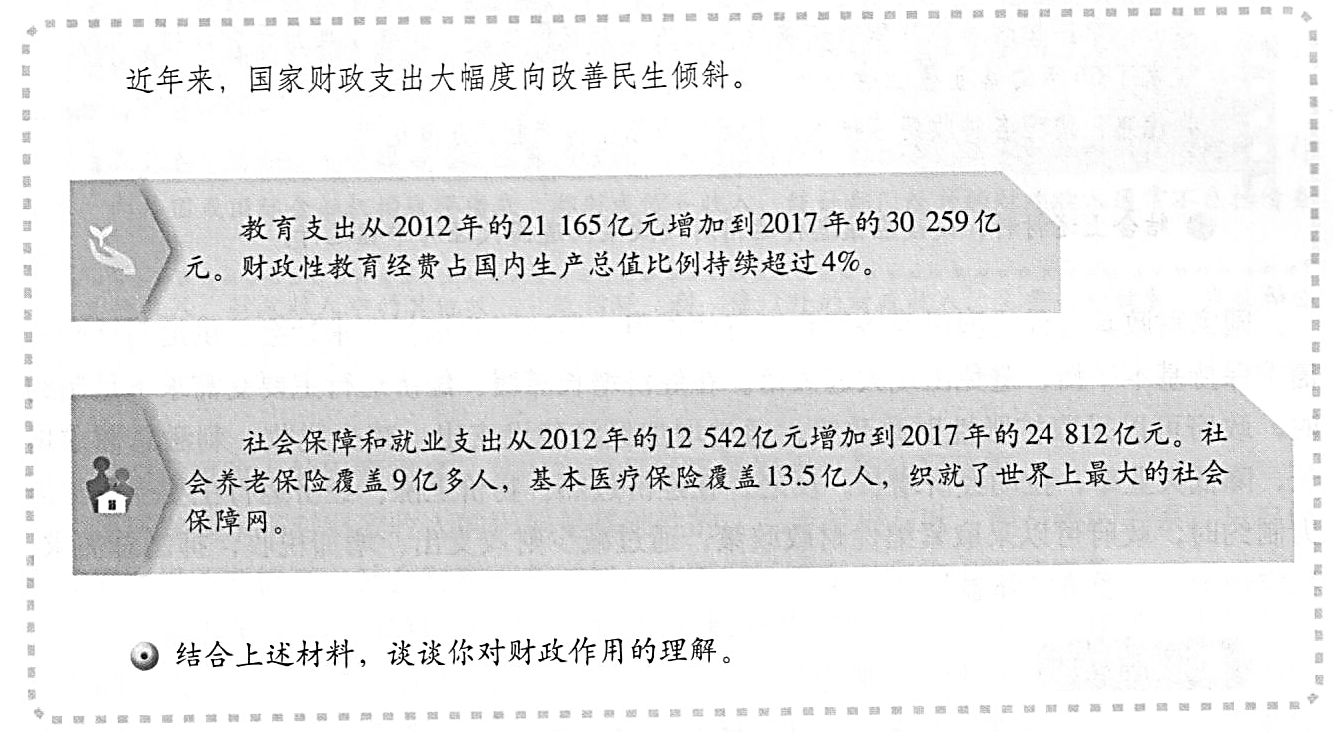 近年来，国家财政支出大幅度向改善民生倾斜。
教育支出从2012年的21 165亿元增加到2017年的30 259亿
元。财政性教育经费占国内生产总值比例持续超过4%。
社会保障和就业支出从2012年的12 542亿元增加到2017年的24 812亿元。社
会养老保险覆盖9亿多人，基本医疗保险覆盖13.5亿人，织就了世界上最大的社会
保障网。
结合上述材料，谈谈你对财政作用的理解。